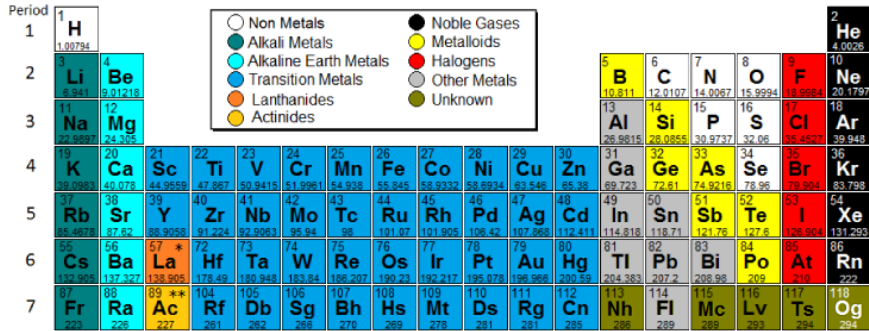 Period
1 H 1.00794 Non Metals Noble Gases 2 He 4.0026
Alkali Metals Metalloids
Alkaline Earth Metals Halogens
Transition Metals Other Metals
Lanthanides Unknown
Actinides
2 3 4 5 6 7 8 9 10
Li Be B C N O F Ne
6.941 9.01218 10.811 12.0107 14.0067 15.9994 18.9984 20.1797
3 11 12 13 14 15 16 17 18
Na Mg Al Si P S Cl Ar
22.9897 24.305 26.9815 28.0855 30.9737 32.06 35.4527 39.948
4 19 20 21 22 23 24 25 26 27 28 29 30 31 32 33 34 35 36
K Ca Sc Ti V Cr Mn Fe Co Ni Cu Zn Ga Ge As Se Br Kr
39.0983 40.078 44.9559 47.867 50.9415 51.9961 54.938 55.845 58.9332 58.6934 63.546 65.38 69.723 72.61 74.9216 78.96 79.904 83.798
5 37 38 39 40 41 42 43 44 45 46 47 48 49 50 51 52 53 54
Rb Sr Y Zr Nb Mo Tc Ru Rh Pd Ag Cd In Sn Sb Te I Xe
85.4678 87.62 88.9058 91.224 92.9063 95.94 98 101.07 101.905 106.42 107.868 112.411 114.818 118.71 121.76 127.6 126.904 131.293
6 55 56 57 * 72 73 74 75 76 77 78 79 80 81 82 83 84 85 86
Cs Ba La Hf Ta W Re Os Ir Pt Au Hg Tl Pb Bi Po At Rn
132.905 137.327 138.905 178.49 180.948 183.84 186.207 190.23 192.217 195.078 196.966 200.59 204.383 207.2 208.98 209 210 222
7 87 88 89 ** 104 105 106 107 108 109 110 111 112 113 114 115 116 117 118
Fr Ra Ac Rf Db Sg Bh Hs Mt Ds Rg Cn Nh Fl Mc Lv Ts Og
223 226 227 261 262 266 270 269 278 281 281 285 286 289 289 293 294 294